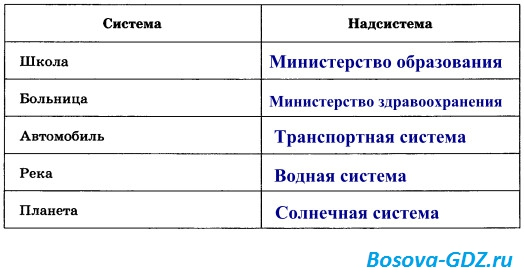 Система Надсистема
Школа Министерство образования
Больница Министерство здравоохранения
Автомобиль Транспортная система
Река Водная система
Планета Солнечная система
Bosova-GDZ.ru